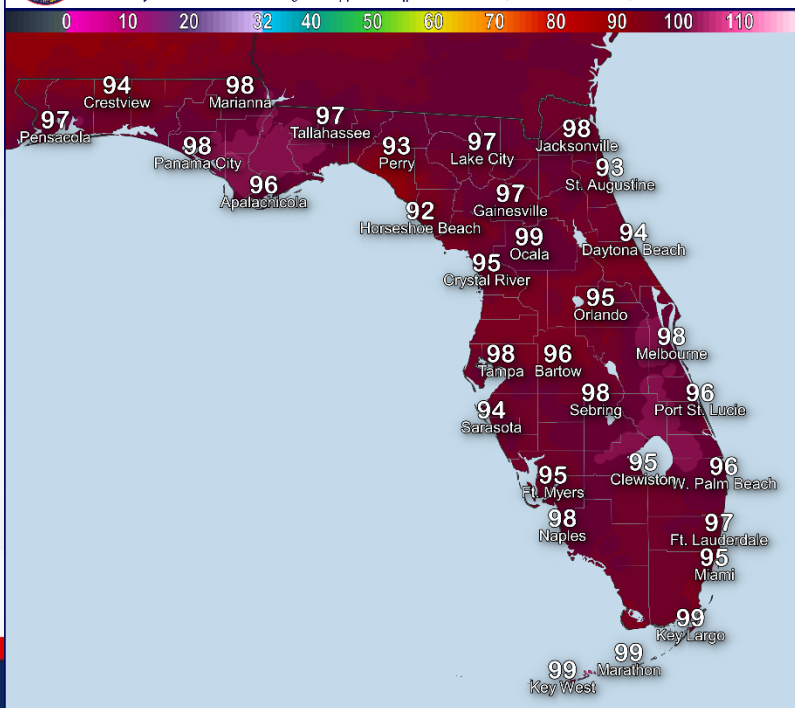 0 10 20 32 40 50 60 70 80 90 100 110
94
Crestview
98
Marianna
97
Pensacola
97
Tallahassee
98
Panama City
93
Perry
97
Lake City
98
Jacksonville
93
St. Augustine
96
Apalachicola
97
Gainesville
92
Horseshoe Beach
99
Ocala
94
Daytona Beach
95
Crystal River
95
Orlando
98
Melbourne
98
Tampa
96
Bartow
98
Sebring
96
Port St. Lucie
94
Sarasota
95
Clewiston
96
W. Palm Beach
95
Ft. Myers
98
Naples
97
Ft. Lauderdale
95
Miami
99
Key Largo
99
Marathon
99
Key West